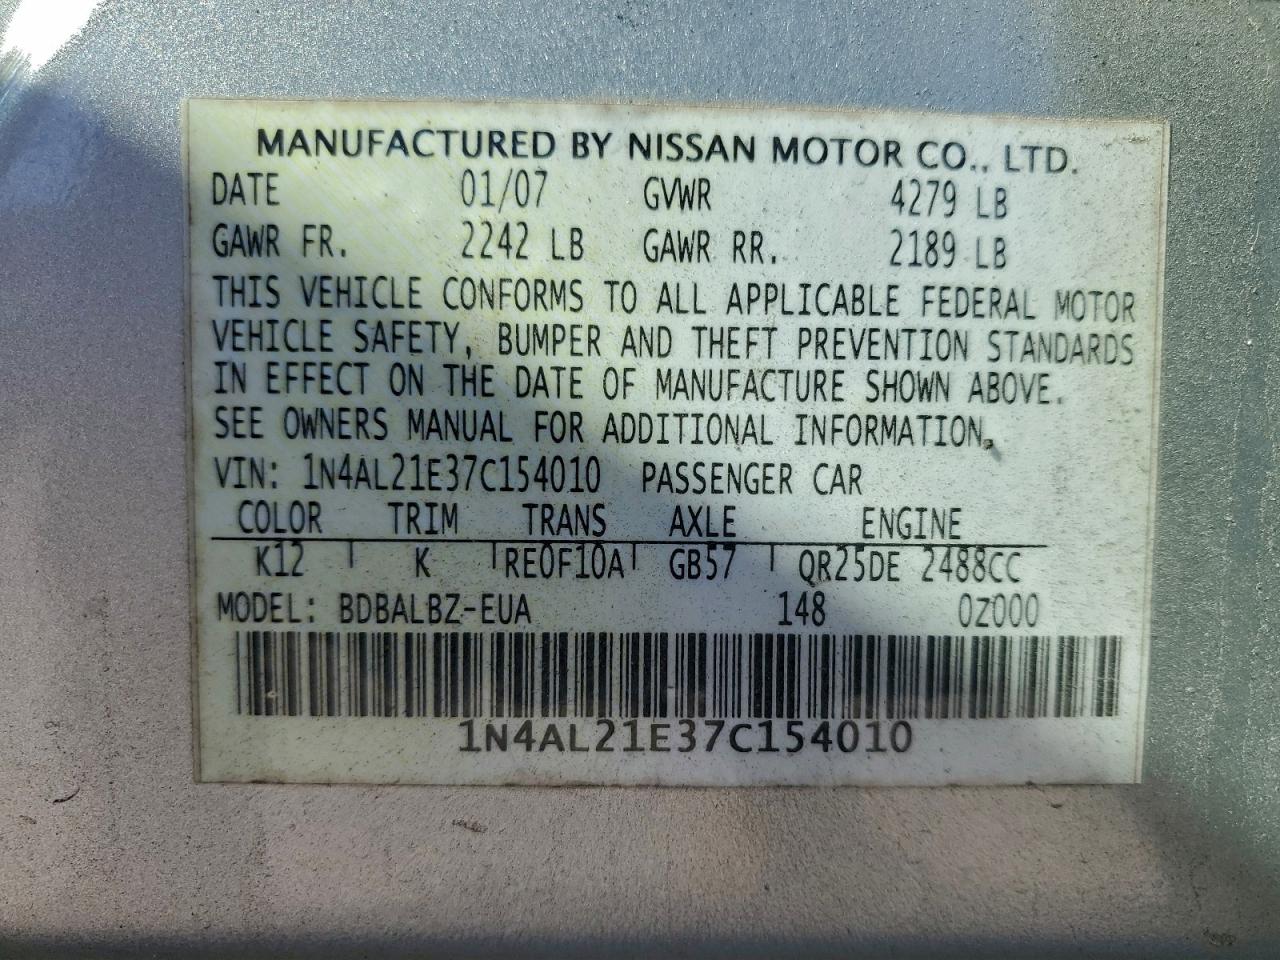 MANUFACTURED BY NISSAN MOTOR CO., LTD.
DATE 01/07 GVWR 4279 LB
GAWR FR. 2242 LB GAWR RR. 2189 LB
THIS VEHICLE CONFORMS TO ALL APPLICABLE FEDERAL MOTOR
VEHICLE SAFETY, BUMPER AND THEFT PREVENTION STANDARDS
IN EFFECT ON THE DATE OF MANUFACTURE SHOWN ABOVE.
SEE OWNERS MANUAL FOR ADDITIONAL INFORMATION.
VIN: 1N4AL21E37C154010 PASSENGER CAR
COLOR TRIM TRANS AXLE ENGINE
K12 K RE0F10A GB57 QR25DE 2488CC
MODEL: BDBALBZ-EUA 148 0Z000
1N4AL21E37C154010